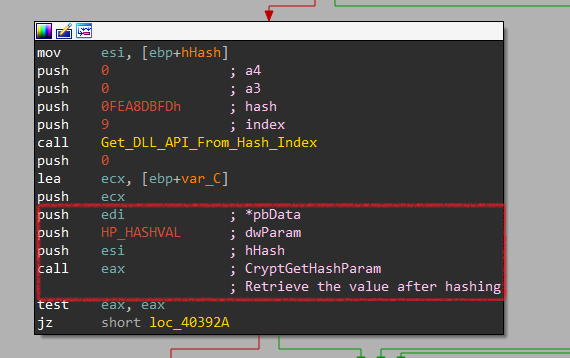 mov esi, [ebp+hHash]
push 0 ; a4
push 0 ; a3
push 0FEA8DBFDh ; hash
push 9 ; index
call Get_DLL_API_From_Hash_Index
push 0
lea ecx, [ebp+var_C]
push ecx
push edi ; *pbData
push HP_HASHVAL ; dwParam
push esi ; hHash
call eax ; CryptGetHashParam
; Retrieve the value after hashing
test eax, eax
jz short loc_40392A